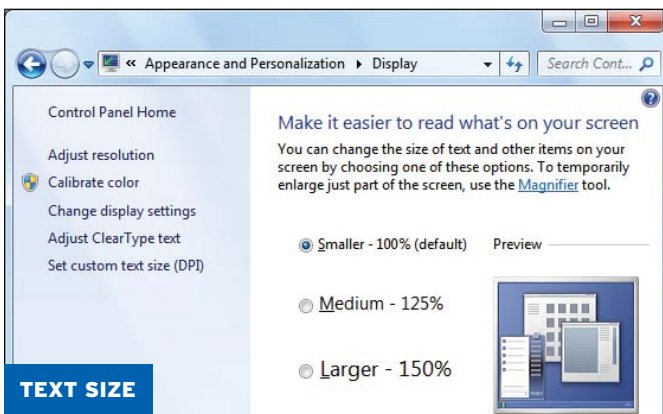 « Appearance and Personalization ▸ Display
Search Cont...
Control Panel Home
Adjust resolution
Calibrate color
Change display settings
Adjust ClearType text
Set custom text size (DPI)
Make it easier to read what's on your screen
You can change the size of text and other items on your
screen by choosing one of these options. To temporarily
enlarge just part of the screen, use the Magnifier tool.
Smaller - 100% (default) Preview
Medium - 125%
Larger - 150%
TEXT SIZE